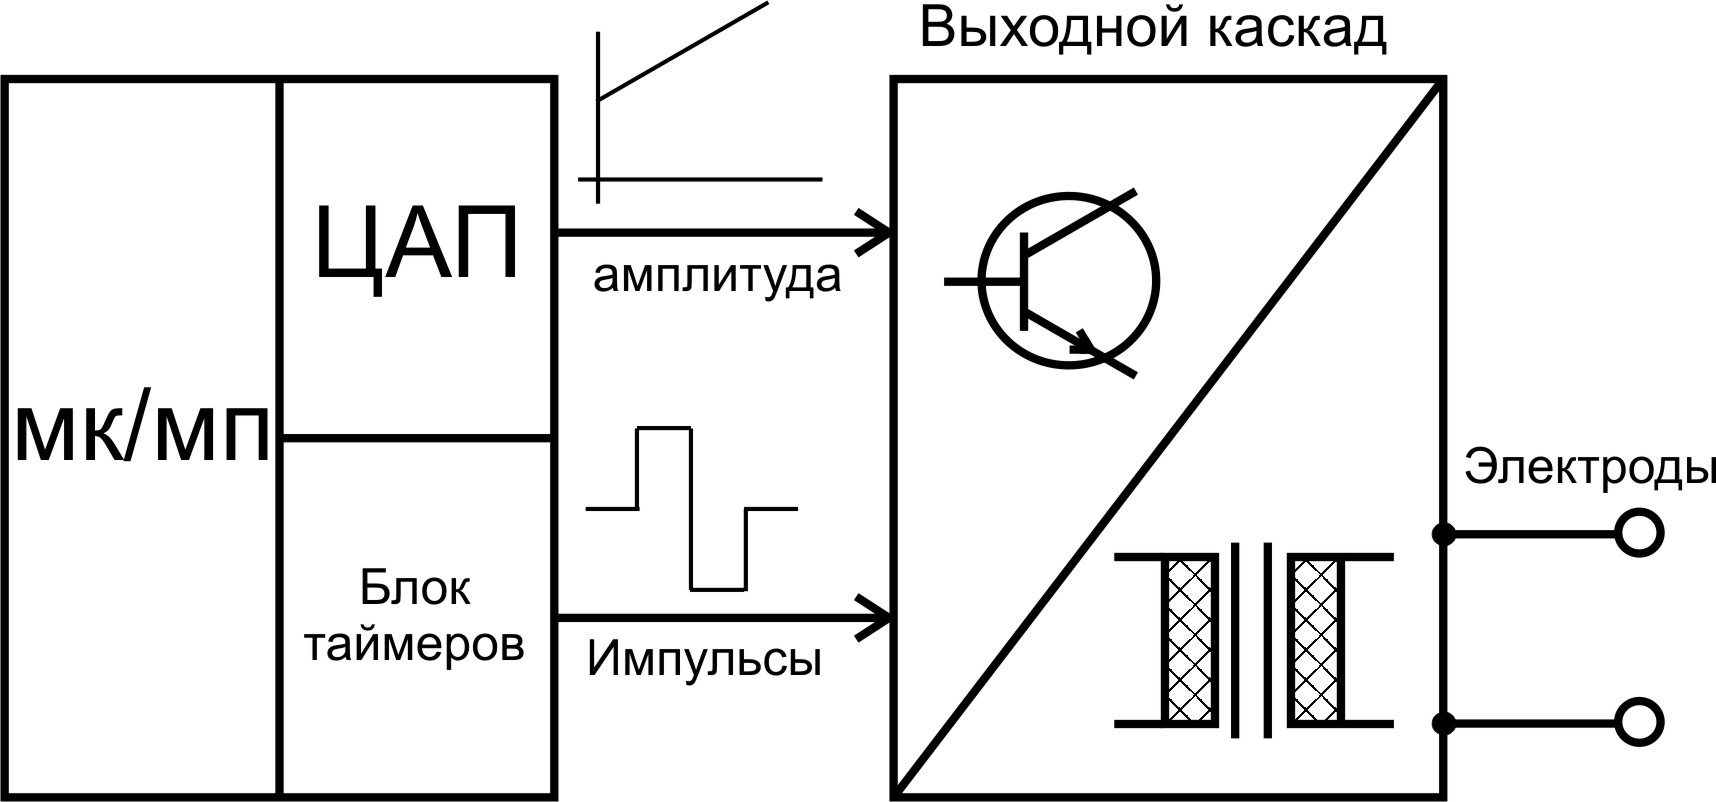 Выходной каскад
ЦАП
амплитуда
мк/мп
Электроды
Блок
таймеров
Импульсы